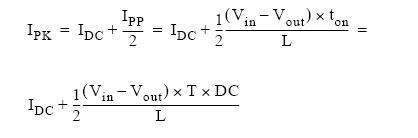 I_PK = I_DC + I_PP/2 = I_DC + 1/2 (V_in − V_out) × t_on / L =
I_DC + 1/2 (V_in − V_out) × T × DC / L